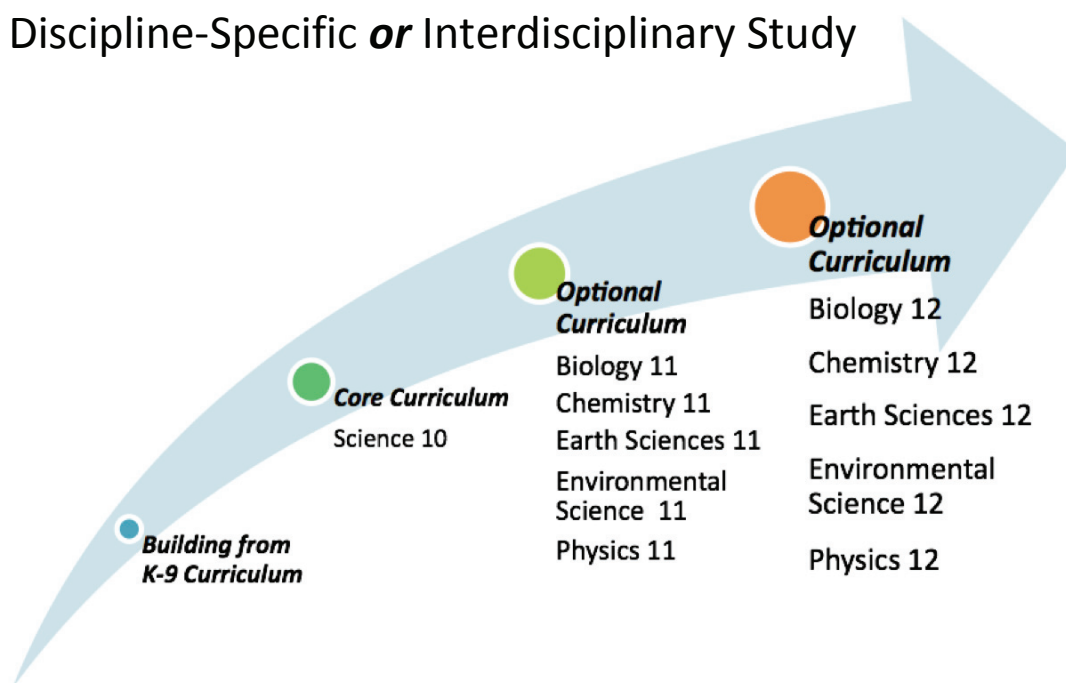 Discipline-Specific or Interdisciplinary Study
Building from
K-9 Curriculum
Core Curriculum
Science 10
Optional
Curriculum
Biology 11
Chemistry 11
Earth Sciences 11
Environmental
Science 11
Physics 11
Optional
Curriculum
Biology 12
Chemistry 12
Earth Sciences 12
Environmental
Science 12
Physics 12